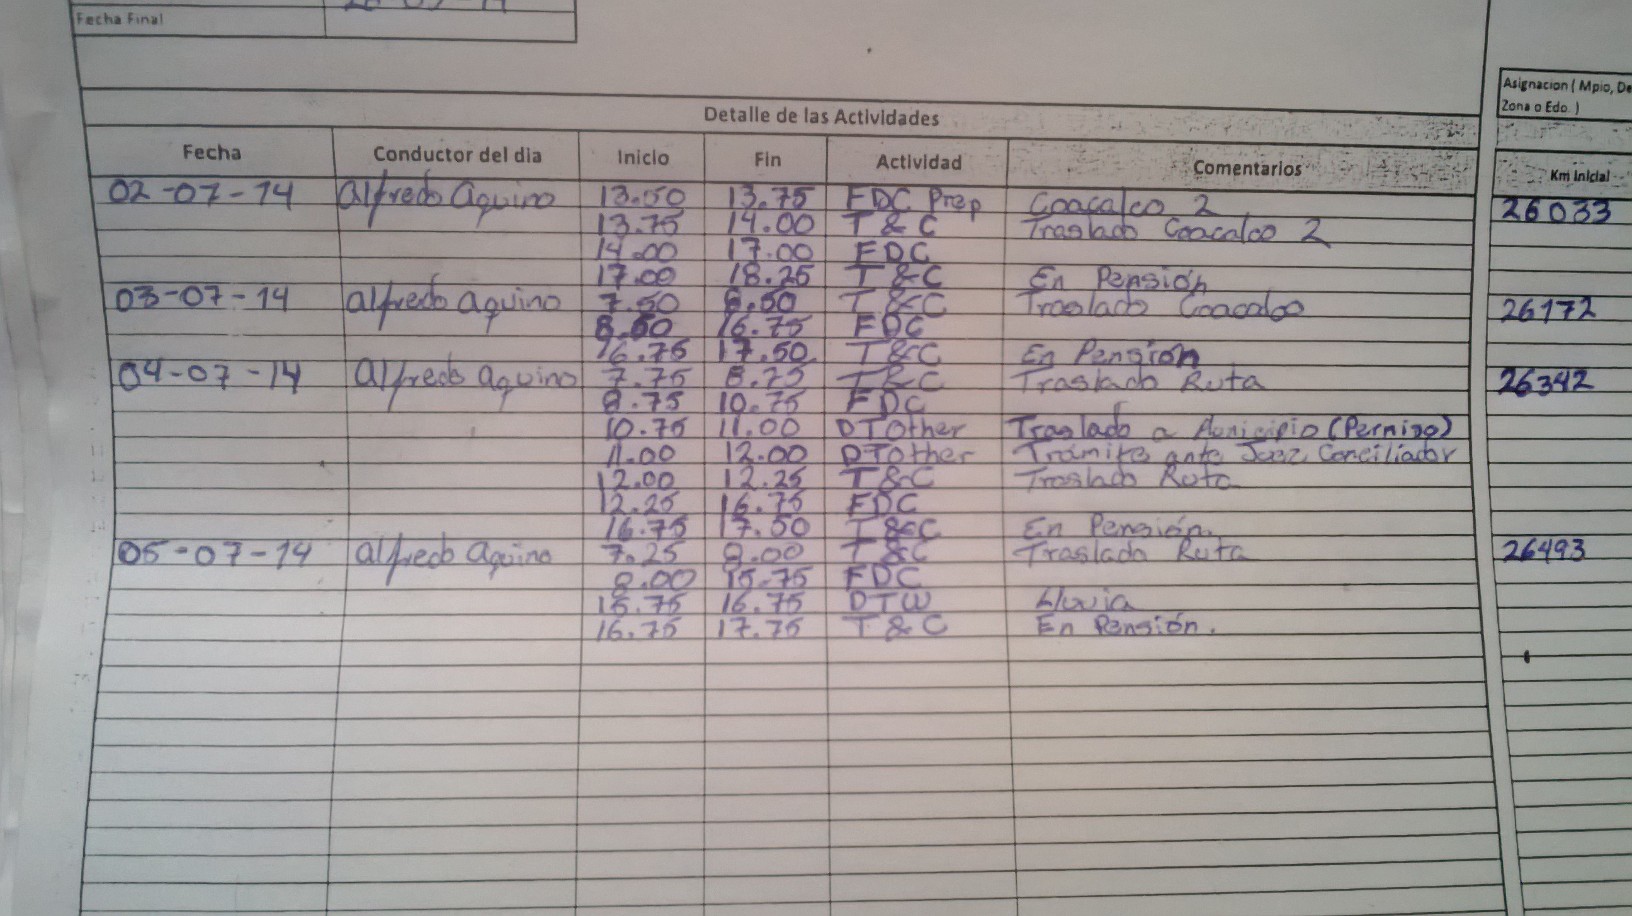 Fecha Final
Asignacion ( Mpio, De
Zona o Edo. )
Detalle de las Actividades
Fecha Conductor del dia Inicio Fin Actividad Comentarios Km Inicial
02-07-14 Alfredo Aquino 13.50 13.75 FDC Prep Coacalco 2 26033
13.75 14.00 T & C Traslado Coacalco 2
14.00 17.00 FDC
17.00 18.25 T & C En Pensión
03-07-14 Alfredo Aquino 7.50 8.50 T & C Traslado Coacalco 26172
8.50 16.75 FDC
16.75 17.50 T & C En Pensión
04-07-14 Alfredo Aquino 7.75 8.75 T & C Traslado Ruta 26342
8.75 10.75 FDC
10.75 11.00 DTOther Traslado a Municipio (Permiso)
11.00 12.00 DTOther Trámite ante Juez Conciliador
12.00 12.25 T & C Traslado Ruta
12.25 16.75 FDC
16.75 17.50 T & C En Pensión.
05-07-14 Alfredo Aquino 7.25 8.00 T & C Traslado Ruta 26493
8.00 15.75 FDC
15.75 16.75 DTW Lluvia
16.75 17.75 T & C En Pensión.